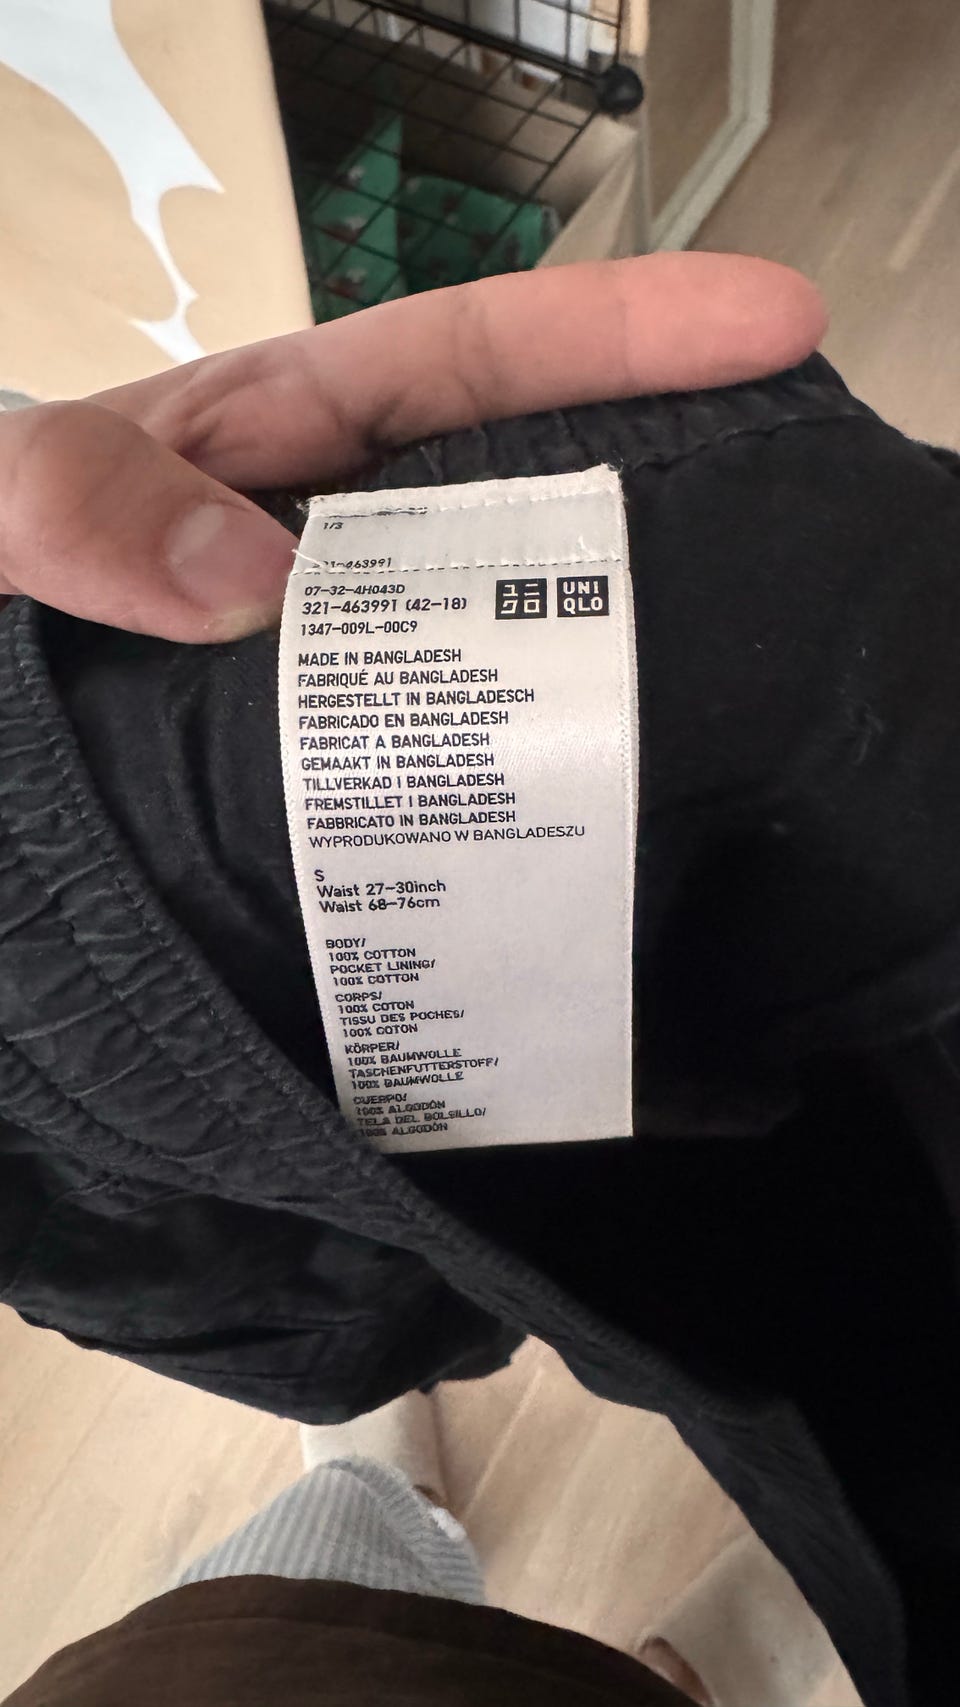 1/3
321-463991
07-32-4H043D
321-463991 (42-18)
1347-009L-00C9
ユニ
クロ
UNI
QLO
MADE IN BANGLADESH
FABRIQUÉ AU BANGLADESH
HERGESTELLT IN BANGLADESCH
FABRICADO EN BANGLADESH
FABRICAT A BANGLADESH
GEMAAKT IN BANGLADESH
TILLVERKAD I BANGLADESH
FREMSTILLET I BANGLADESH
FABBRICATO IN BANGLADESH
WYPRODUKOWANO W BANGLADESZU
S
Waist 27-30inch
Waist 68-76cm
BODY/
100% COTTON
POCKET LINING/
100% COTTON
CORPS/
100% COTON
TISSU DES POCHES/
100% COTON
KÖRPER/
100% BAUMWOLLE
TASCHENFUTTERSTOFF/
100% BAUMWOLLE
CUERPO/
100% ALGODÓN
TELA DEL BOLSILLO/
100% ALGODÓN